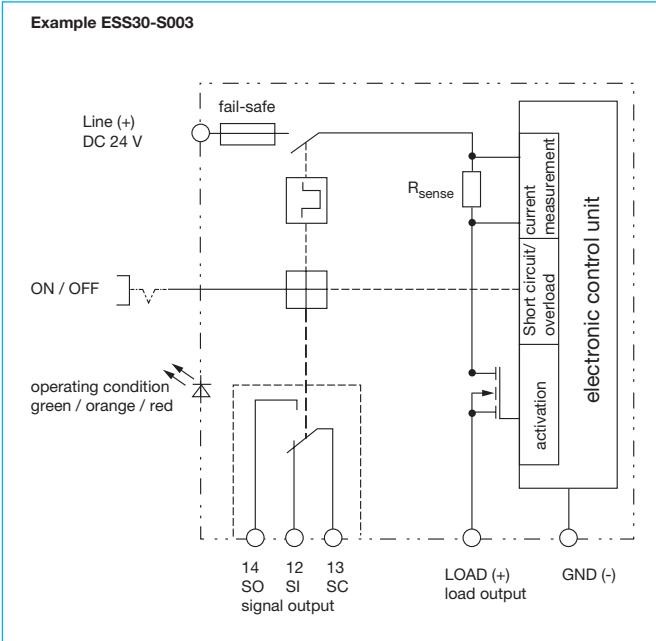 Example ESS30-S003
fail-safe
Line (+)
DC 24 V
R sense
current
measurement
Short circuit/
overload
activation
electronic control unit
ON / OFF
operating condition
green / orange / red
14 12 13
SO SI SC
signal output
LOAD (+)
load output
GND (-)